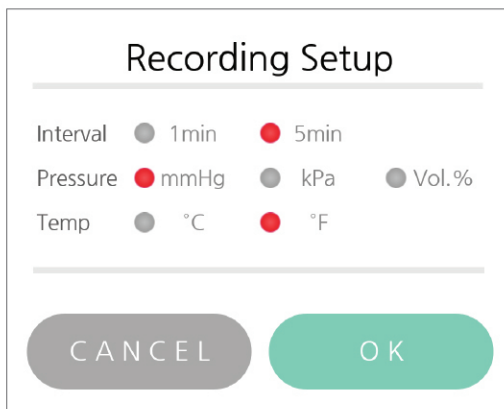 Recording Setup
Interval 1min 5min
Pressure mmHg kPa Vol.%
Temp °C °F
CANCEL OK